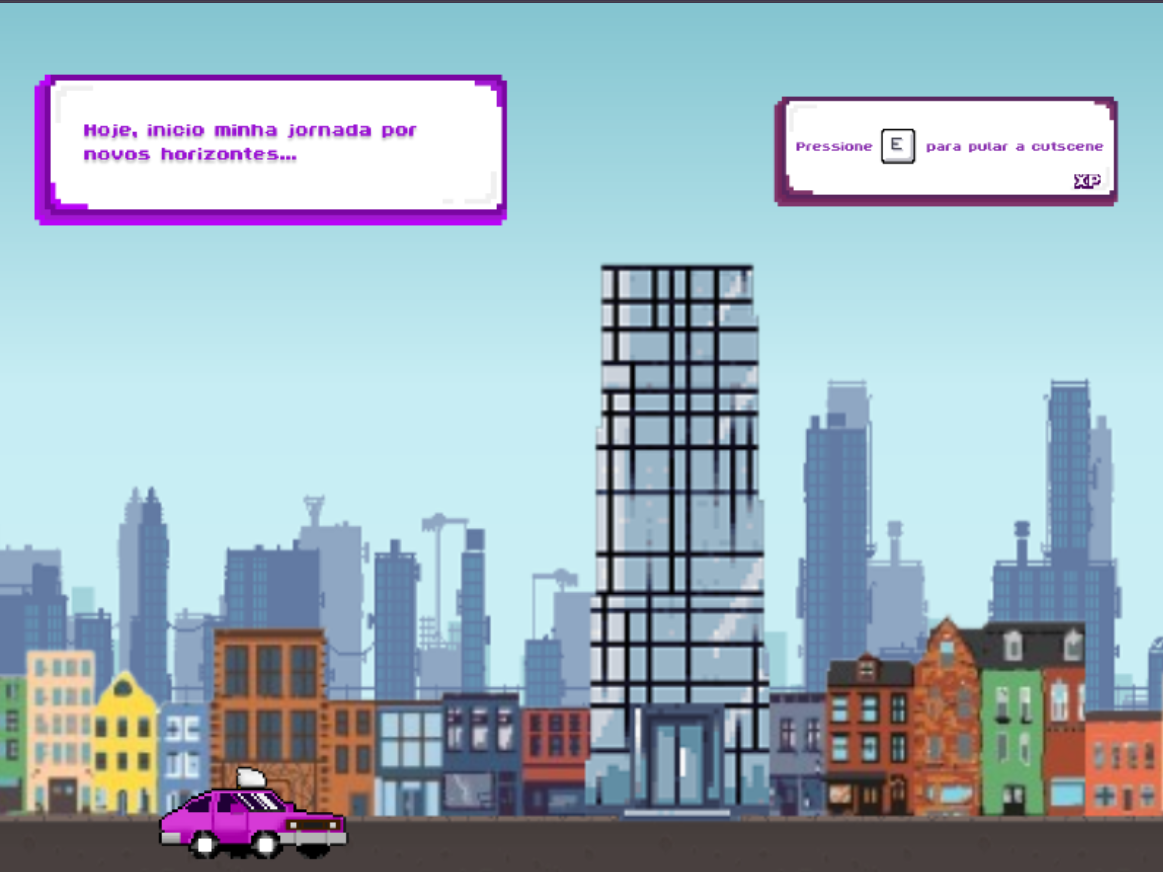 Hoje, inicio minha jornada por
novos horizontes...
Pressione E para pular a cutscene
XP